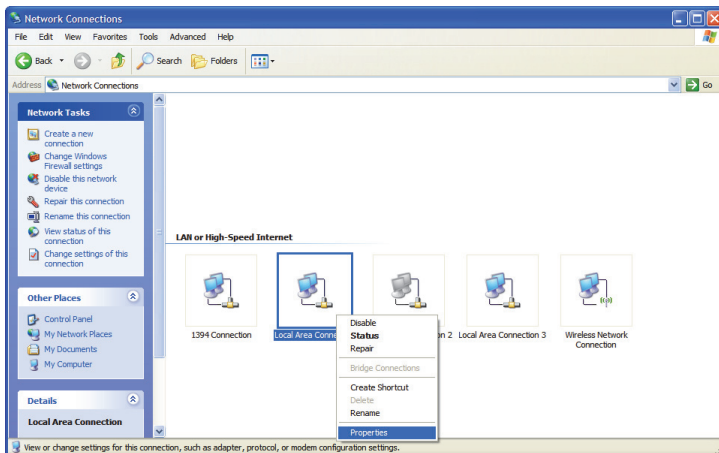 Network Connections
File Edit View Favorites Tools Advanced Help
Back Search Folders
Address Network Connections Go
Network Tasks
Create a new
connection
Change Windows
Firewall settings
Disable this network
device
Repair this connection
Rename this connection
View status of this
connection
Change settings of this
connection
Other Places
Control Panel
My Network Places
My Documents
My Computer
Details
Local Area Connection
LAN or High-Speed Internet
1394 Connection
Local Area Conne
n 2
Local Area Connection 3
Wireless Network
Connection
Disable
Status
Repair
Bridge Connections
Create Shortcut
Delete
Rename
Properties
View or change settings for this connection, such as adapter, protocol, or modem configuration settings.